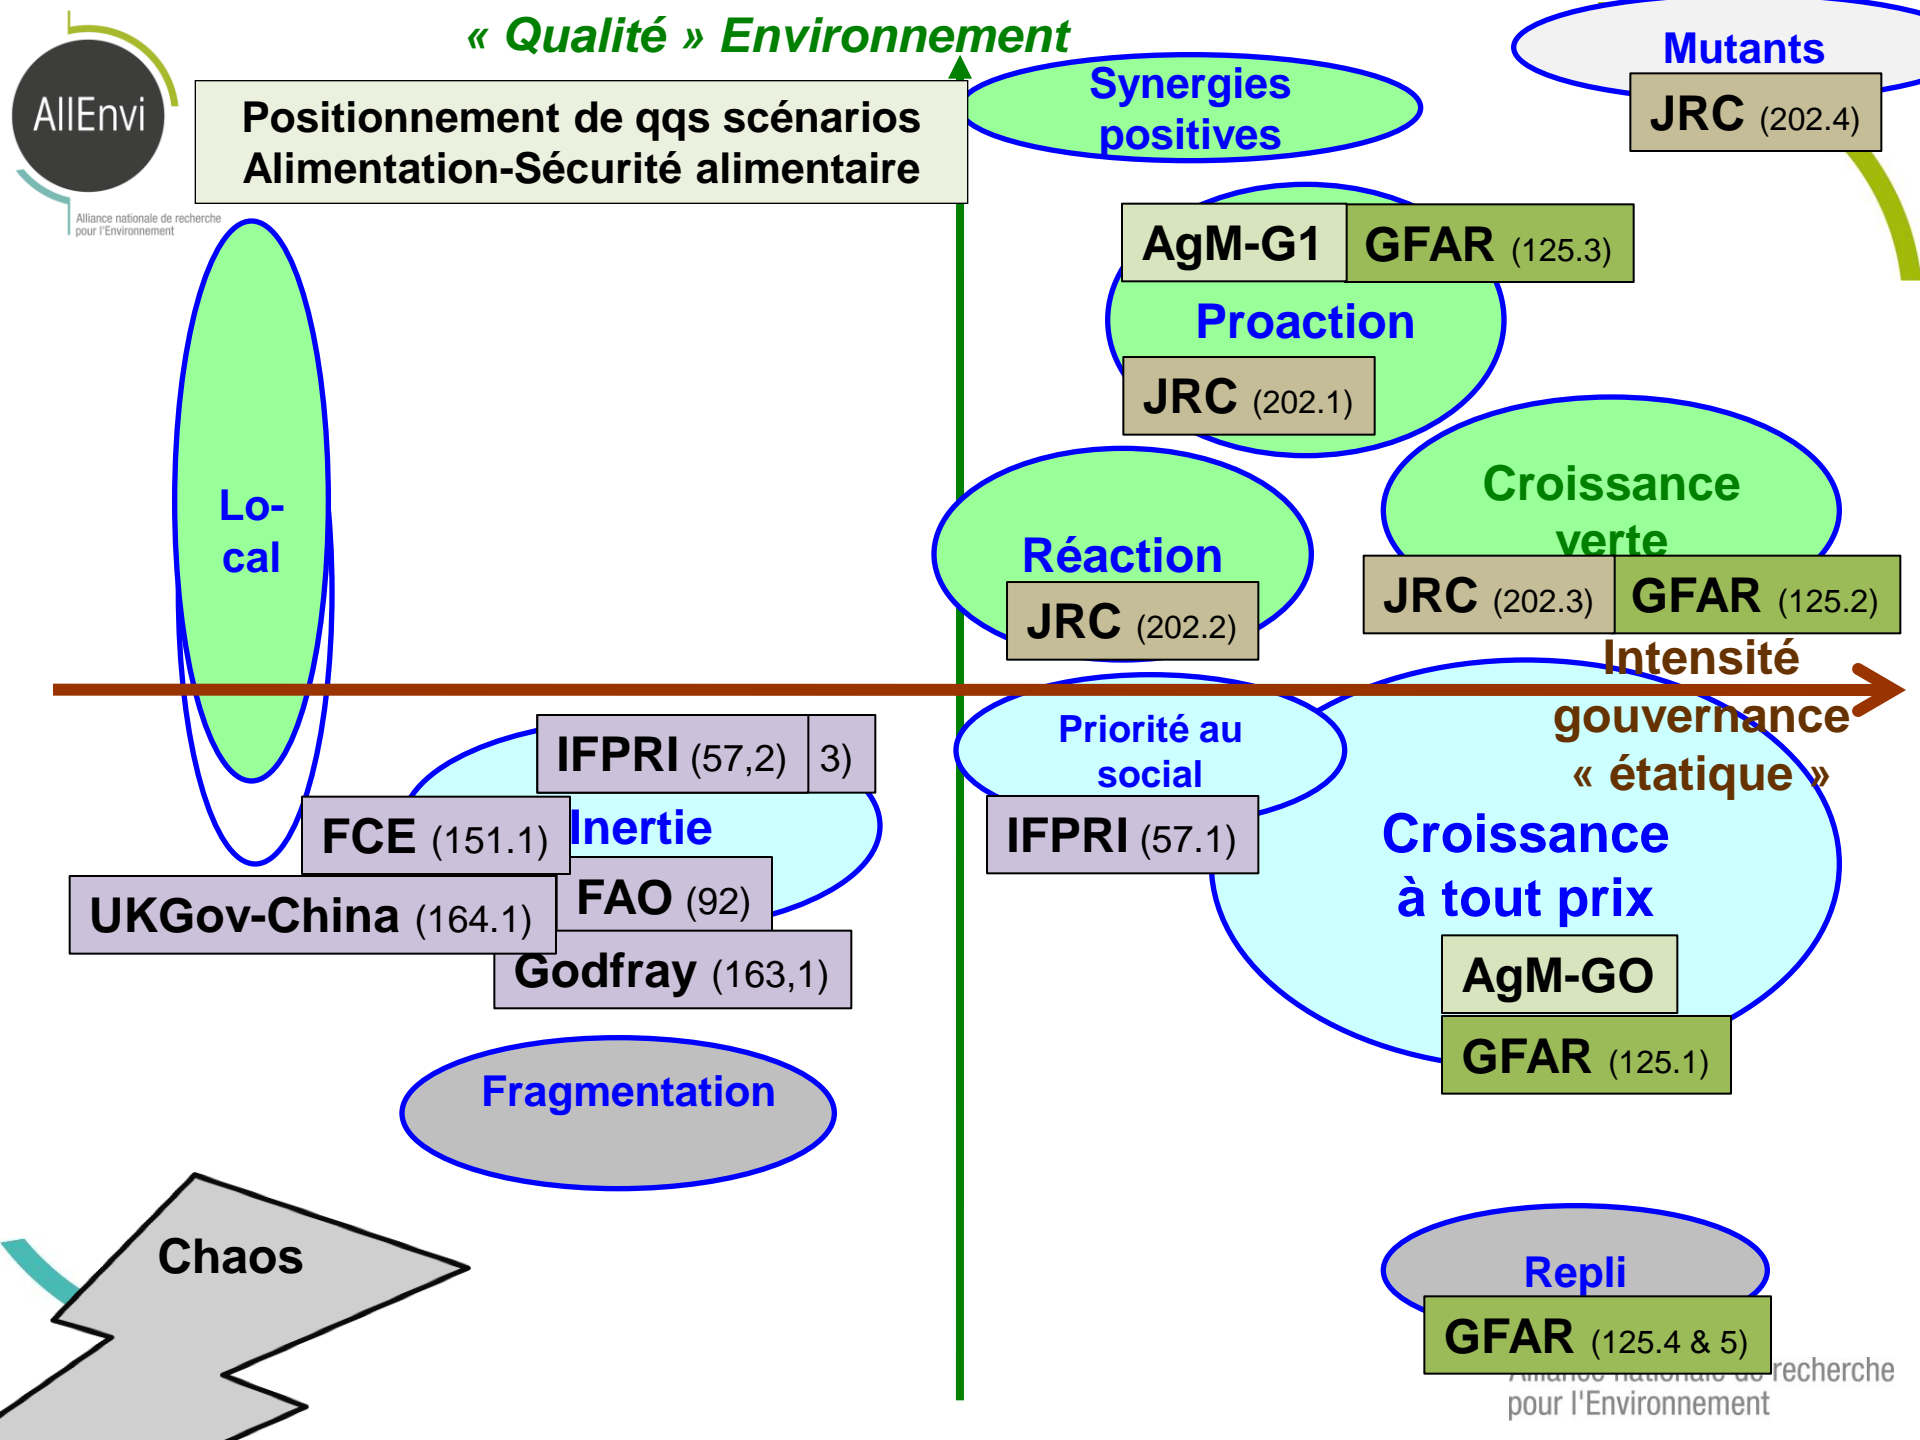 « Qualité » Environnement
AllEnvi
Alliance nationale de recherche
pour l'Environnement
Positionnement de qqs scénarios
Alimentation-Sécurité alimentaire
Synergies
positives
Mutants
JRC (202.4)
AgM-G1
GFAR (125.3)
Proaction
JRC (202.1)
Croissance
verte
JRC (202.3)
GFAR (125.2)
Réaction
JRC (202.2)
Lo-
cal
Intensité
gouvernance
« étatique »
Priorité au
social
IFPRI (57.1)
IFPRI (57,2)
3)
Inertie
FCE (151.1)
FAO (92)
UKGov-China (164.1)
Godfray (163,1)
Croissance
à tout prix
AgM-GO
GFAR (125.1)
Fragmentation
Chaos
Repli
GFAR (125.4 & 5)
Alliance nationale de recherche
pour l'Environnement